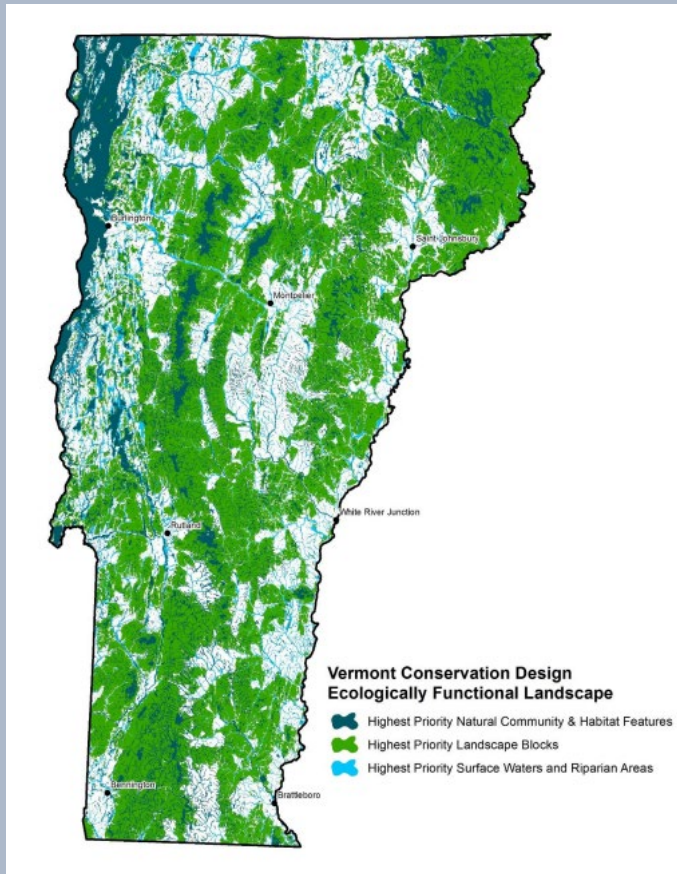 Burlington
Saint Johnsbury
Montpelier
White River Junction
Rutland
Vermont Conservation Design
Ecologically Functional Landscape
Highest Priority Natural Community & Habitat Features
Highest Priority Landscape Blocks
Highest Priority Surface Waters and Riparian Areas
Bennington
Brattleboro